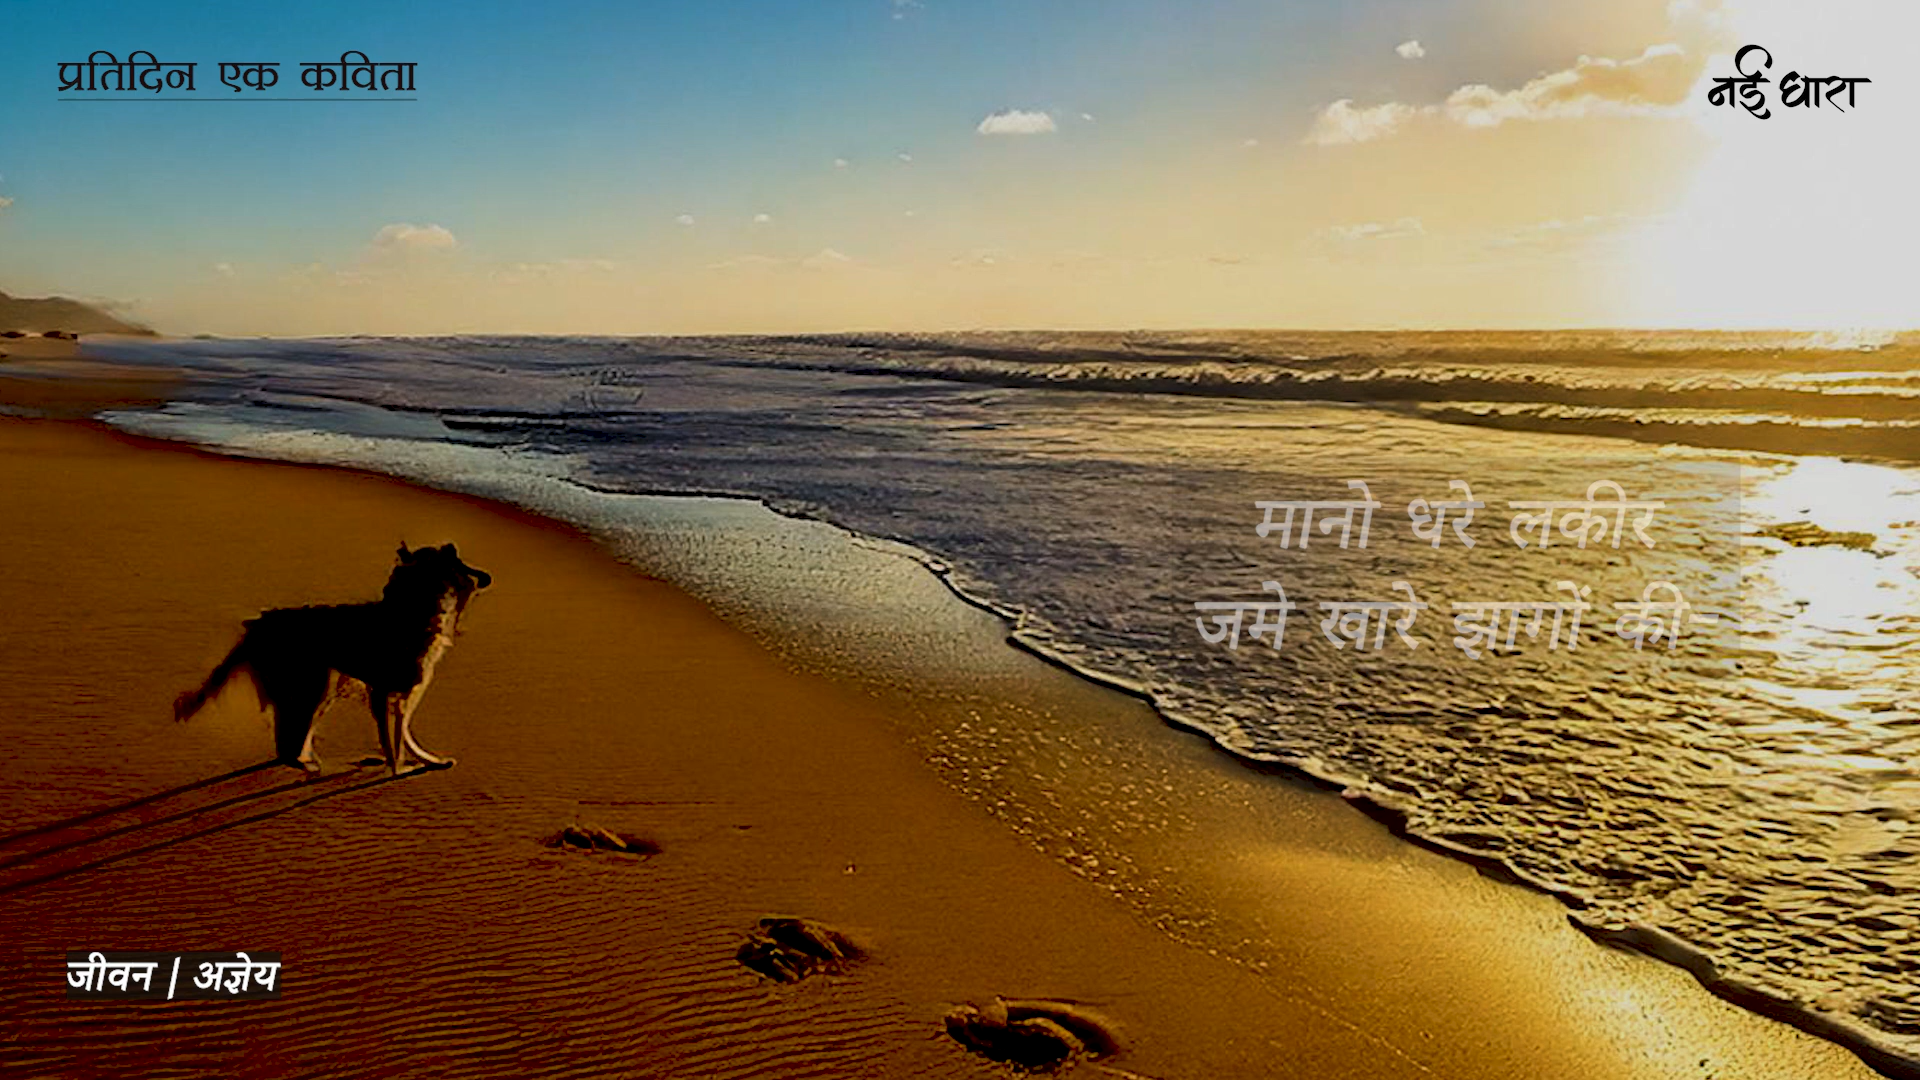 प्रतिदिन एक कविता
नई धारा
मानो धरे लकीर
जमे खारे झागों की-
जीवन | अज्ञेय